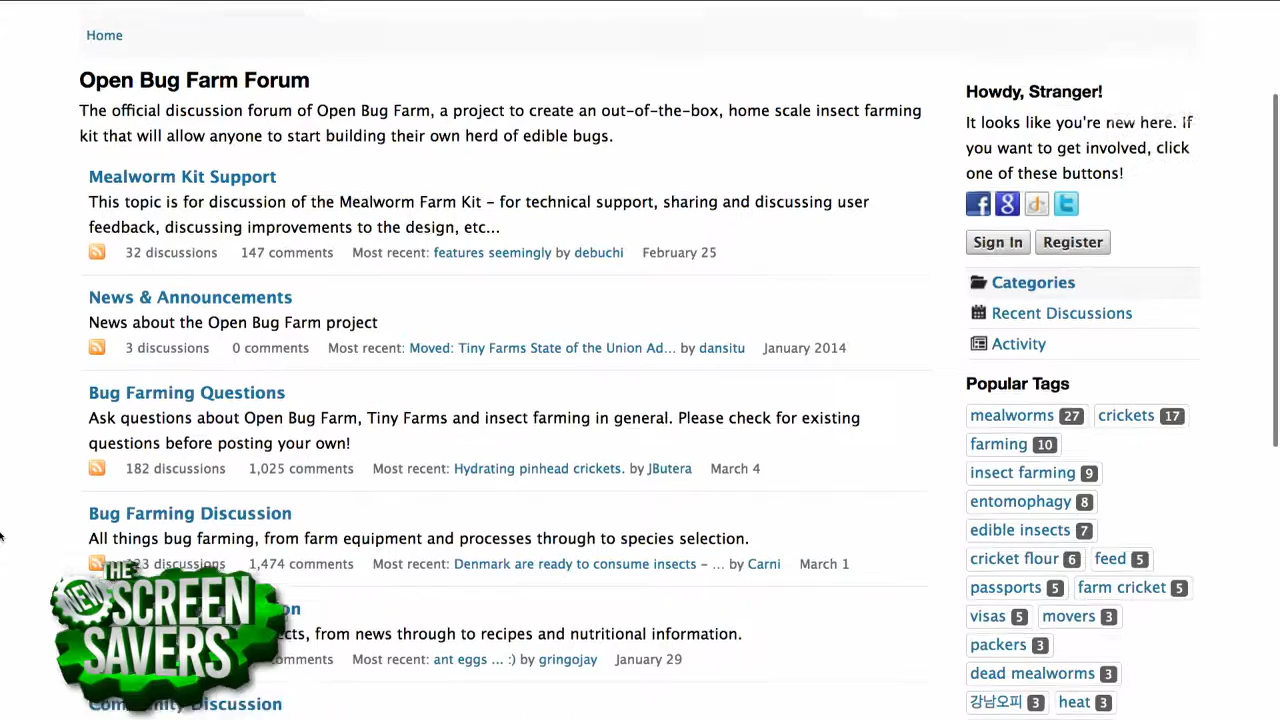 Home
Open Bug Farm Forum
The official discussion forum of Open Bug Farm, a project to create an out-of-the-box, home scale insect farming
kit that will allow anyone to start building their own herd of edible bugs.
Mealworm Kit Support
This topic is for discussion of the Mealworm Farm Kit - for technical support, sharing and discussing user
feedback, discussing improvements to the design, etc...
32 discussions 147 comments Most recent: features seemingly by debuchi February 25
News & Announcements
News about the Open Bug Farm project
3 discussions 0 comments Most recent: Moved: Tiny Farms State of the Union Ad... by dansitu January 2014
Bug Farming Questions
Ask questions about Open Bug Farm, Tiny Farms and insect farming in general. Please check for existing
questions before posting your own!
182 discussions 1,025 comments Most recent: Hydrating pinhead crickets. by JButera March 4
Bug Farming Discussion
All things bug farming, from farm equipment and processes through to species selection.
discussions 1,474 comments Most recent: Denmark are ready to consume insects - ... by Carni March 1
from news through to recipes and nutritional information.
Most recent: ant eggs ... :) by gringojay January 29
Discussion
THE
NEW
SCREEN
SAVERS
Howdy, Stranger!
It looks like you're new here. If
you want to get involved, click
one of these buttons!
Sign In Register
Categories
Recent Discussions
Activity
Popular Tags
mealworms 27 crickets 17
farming 10
insect farming 9
entomophagy 8
edible insects 7
cricket flour 6 feed 5
passports 5 farm cricket 5
visas 5 movers 3
packers 3
dead mealworms 3
강남오피 3 heat 3